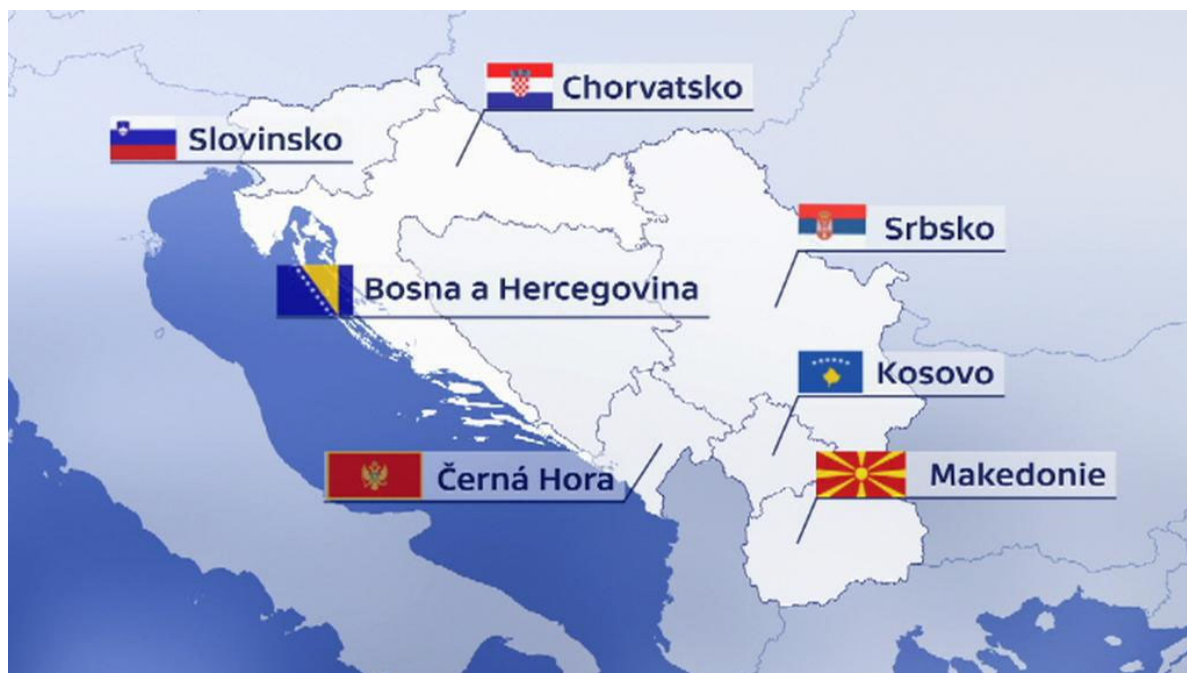 Chorvatsko
Slovinsko
Srbsko
Bosna a Hercegovina
Kosovo
Černá Hora
Makedonie